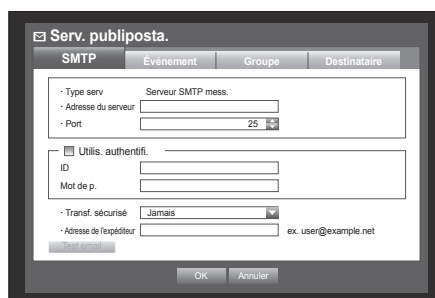 Serv. publiposta.
SMTP Événement Groupe Destinataire
· Type serv Serveur SMTP mess.
· Adresse du serveur
· Port 25
Utilis. authentifi.
ID
Mot de p.
· Transf. sécurisé Jamais
· Adresse de l'expéditeur ex. user@example.net
Test email
OK Annuler